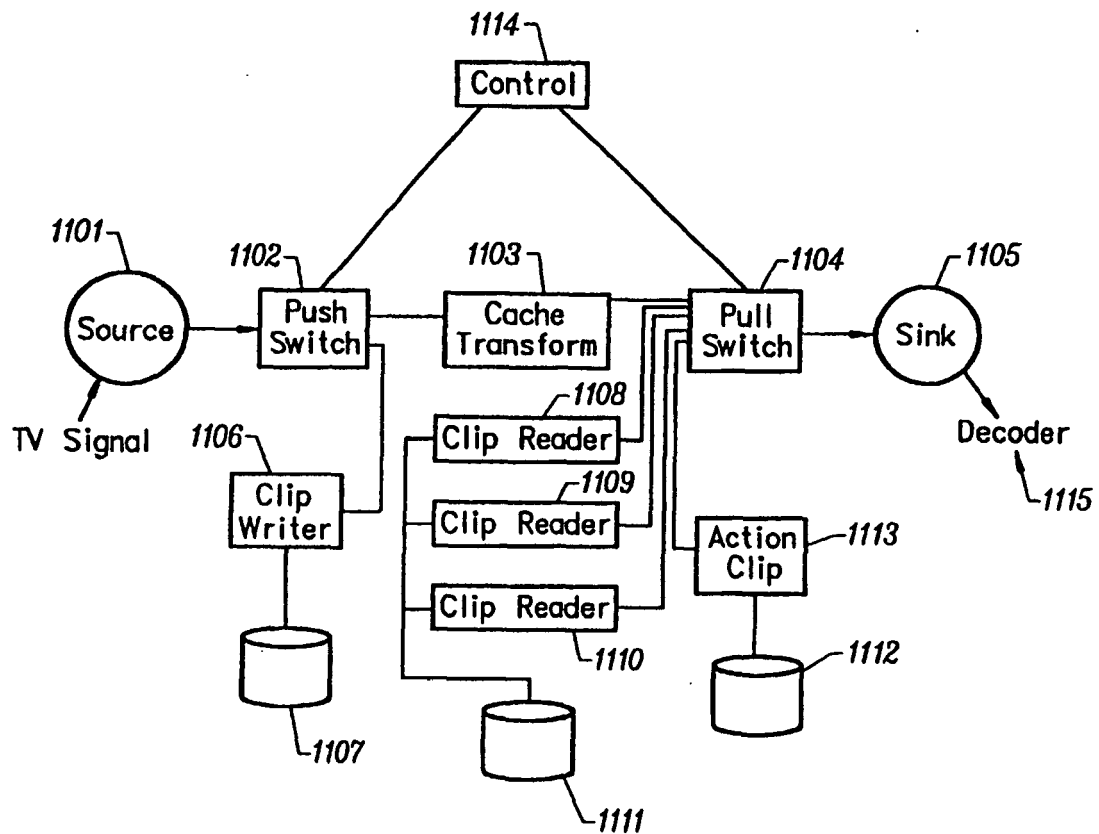 1114
Control
1101
1102
1103
1104
1105
Source
Push
Switch
Cache
Transform
Pull
Switch
Sink
TV Signal
Decoder
1115
1106
Clip
Writer
1108
Clip Reader
1109
Clip Reader
Clip Reader
1110
Action
Clip
1113
1107
1111
1112